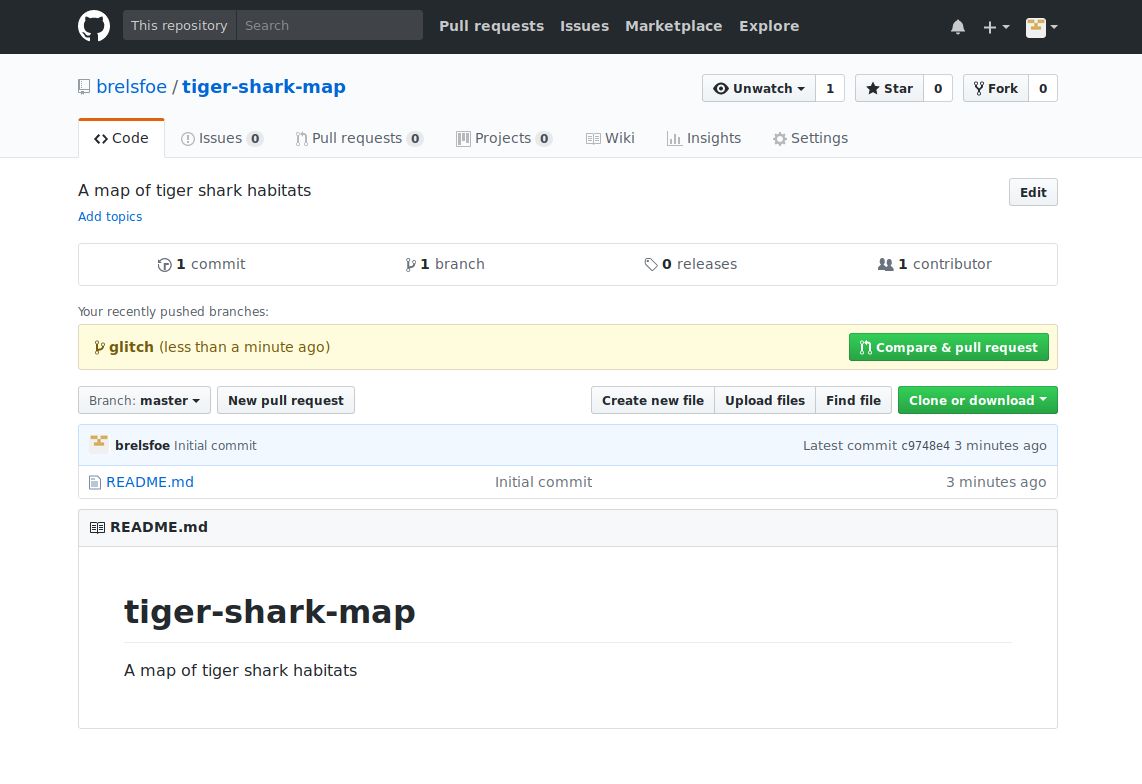 This repository Search Pull requests Issues Marketplace Explore
brelsfoe / tiger-shark-map Unwatch 1 Star 0 Fork 0
Code Issues 0 Pull requests 0 Projects 0 Wiki Insights Settings
A map of tiger shark habitats Edit
Add topics
1 commit 1 branch 0 releases 1 contributor
Your recently pushed branches:
glitch (less than a minute ago) Compare & pull request
Branch: master New pull request Create new file Upload files Find file Clone or download
brelsfoe Initial commit Latest commit c9748e4 3 minutes ago
README.md Initial commit 3 minutes ago
README.md
tiger-shark-map
A map of tiger shark habitats